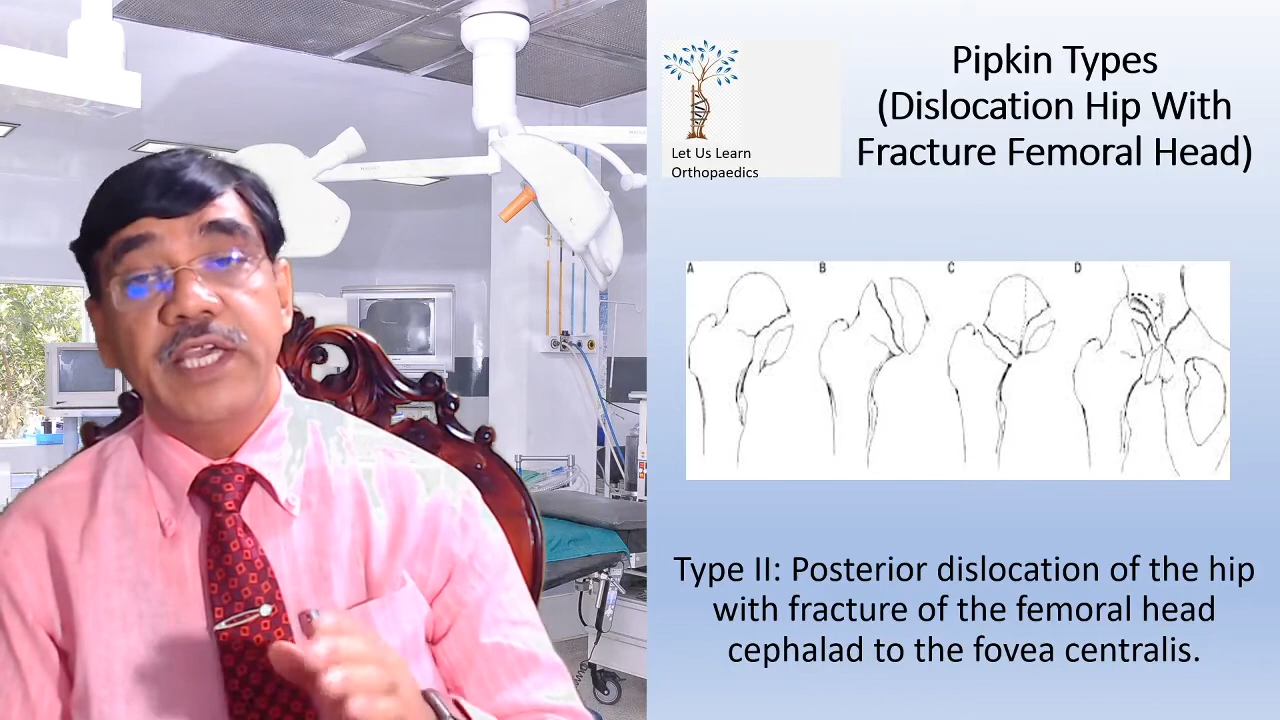 Pipkin Types
(Dislocation Hip With
Fracture Femoral Head)
Let Us Learn
Orthopaedics
A B C D
Type II: Posterior dislocation of the hip
with fracture of the femoral head
cephalad to the fovea centralis.